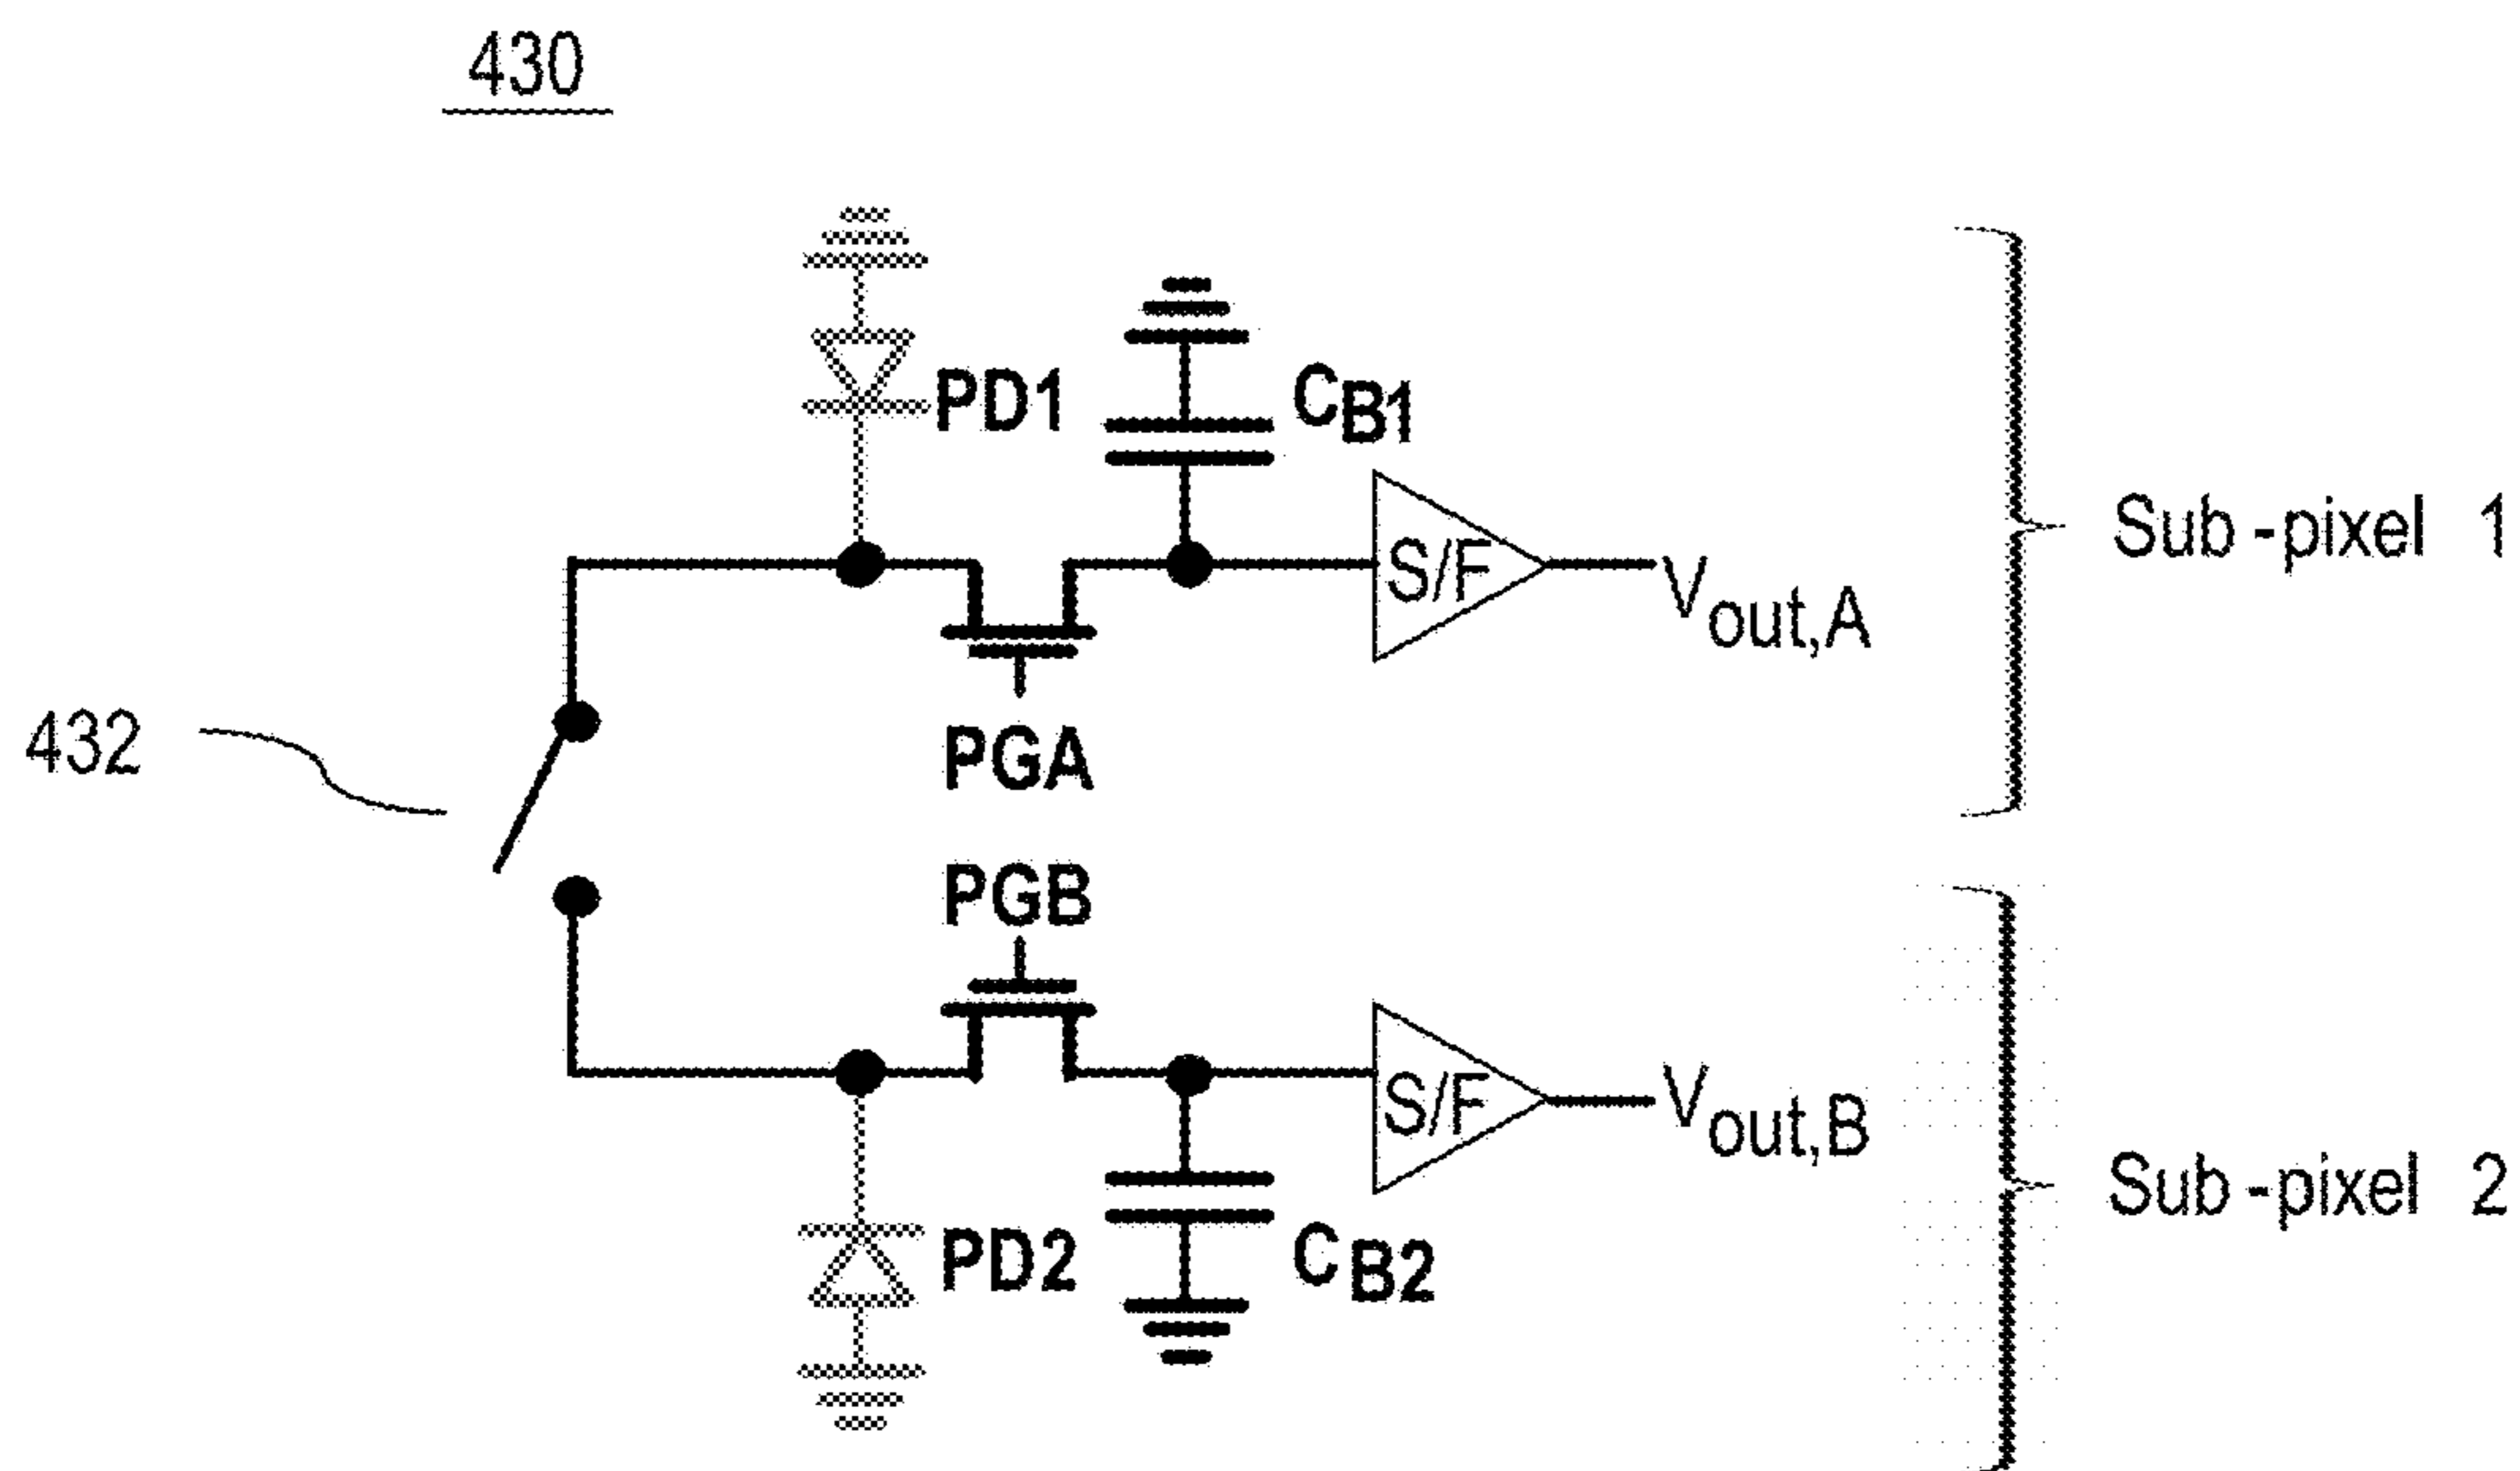 430
PD1
CB1
S/F
Vout,A
Sub-pixel 1
432
PGA
PGB
S/F
Vout,B
PD2
CB2
Sub-pixel 2